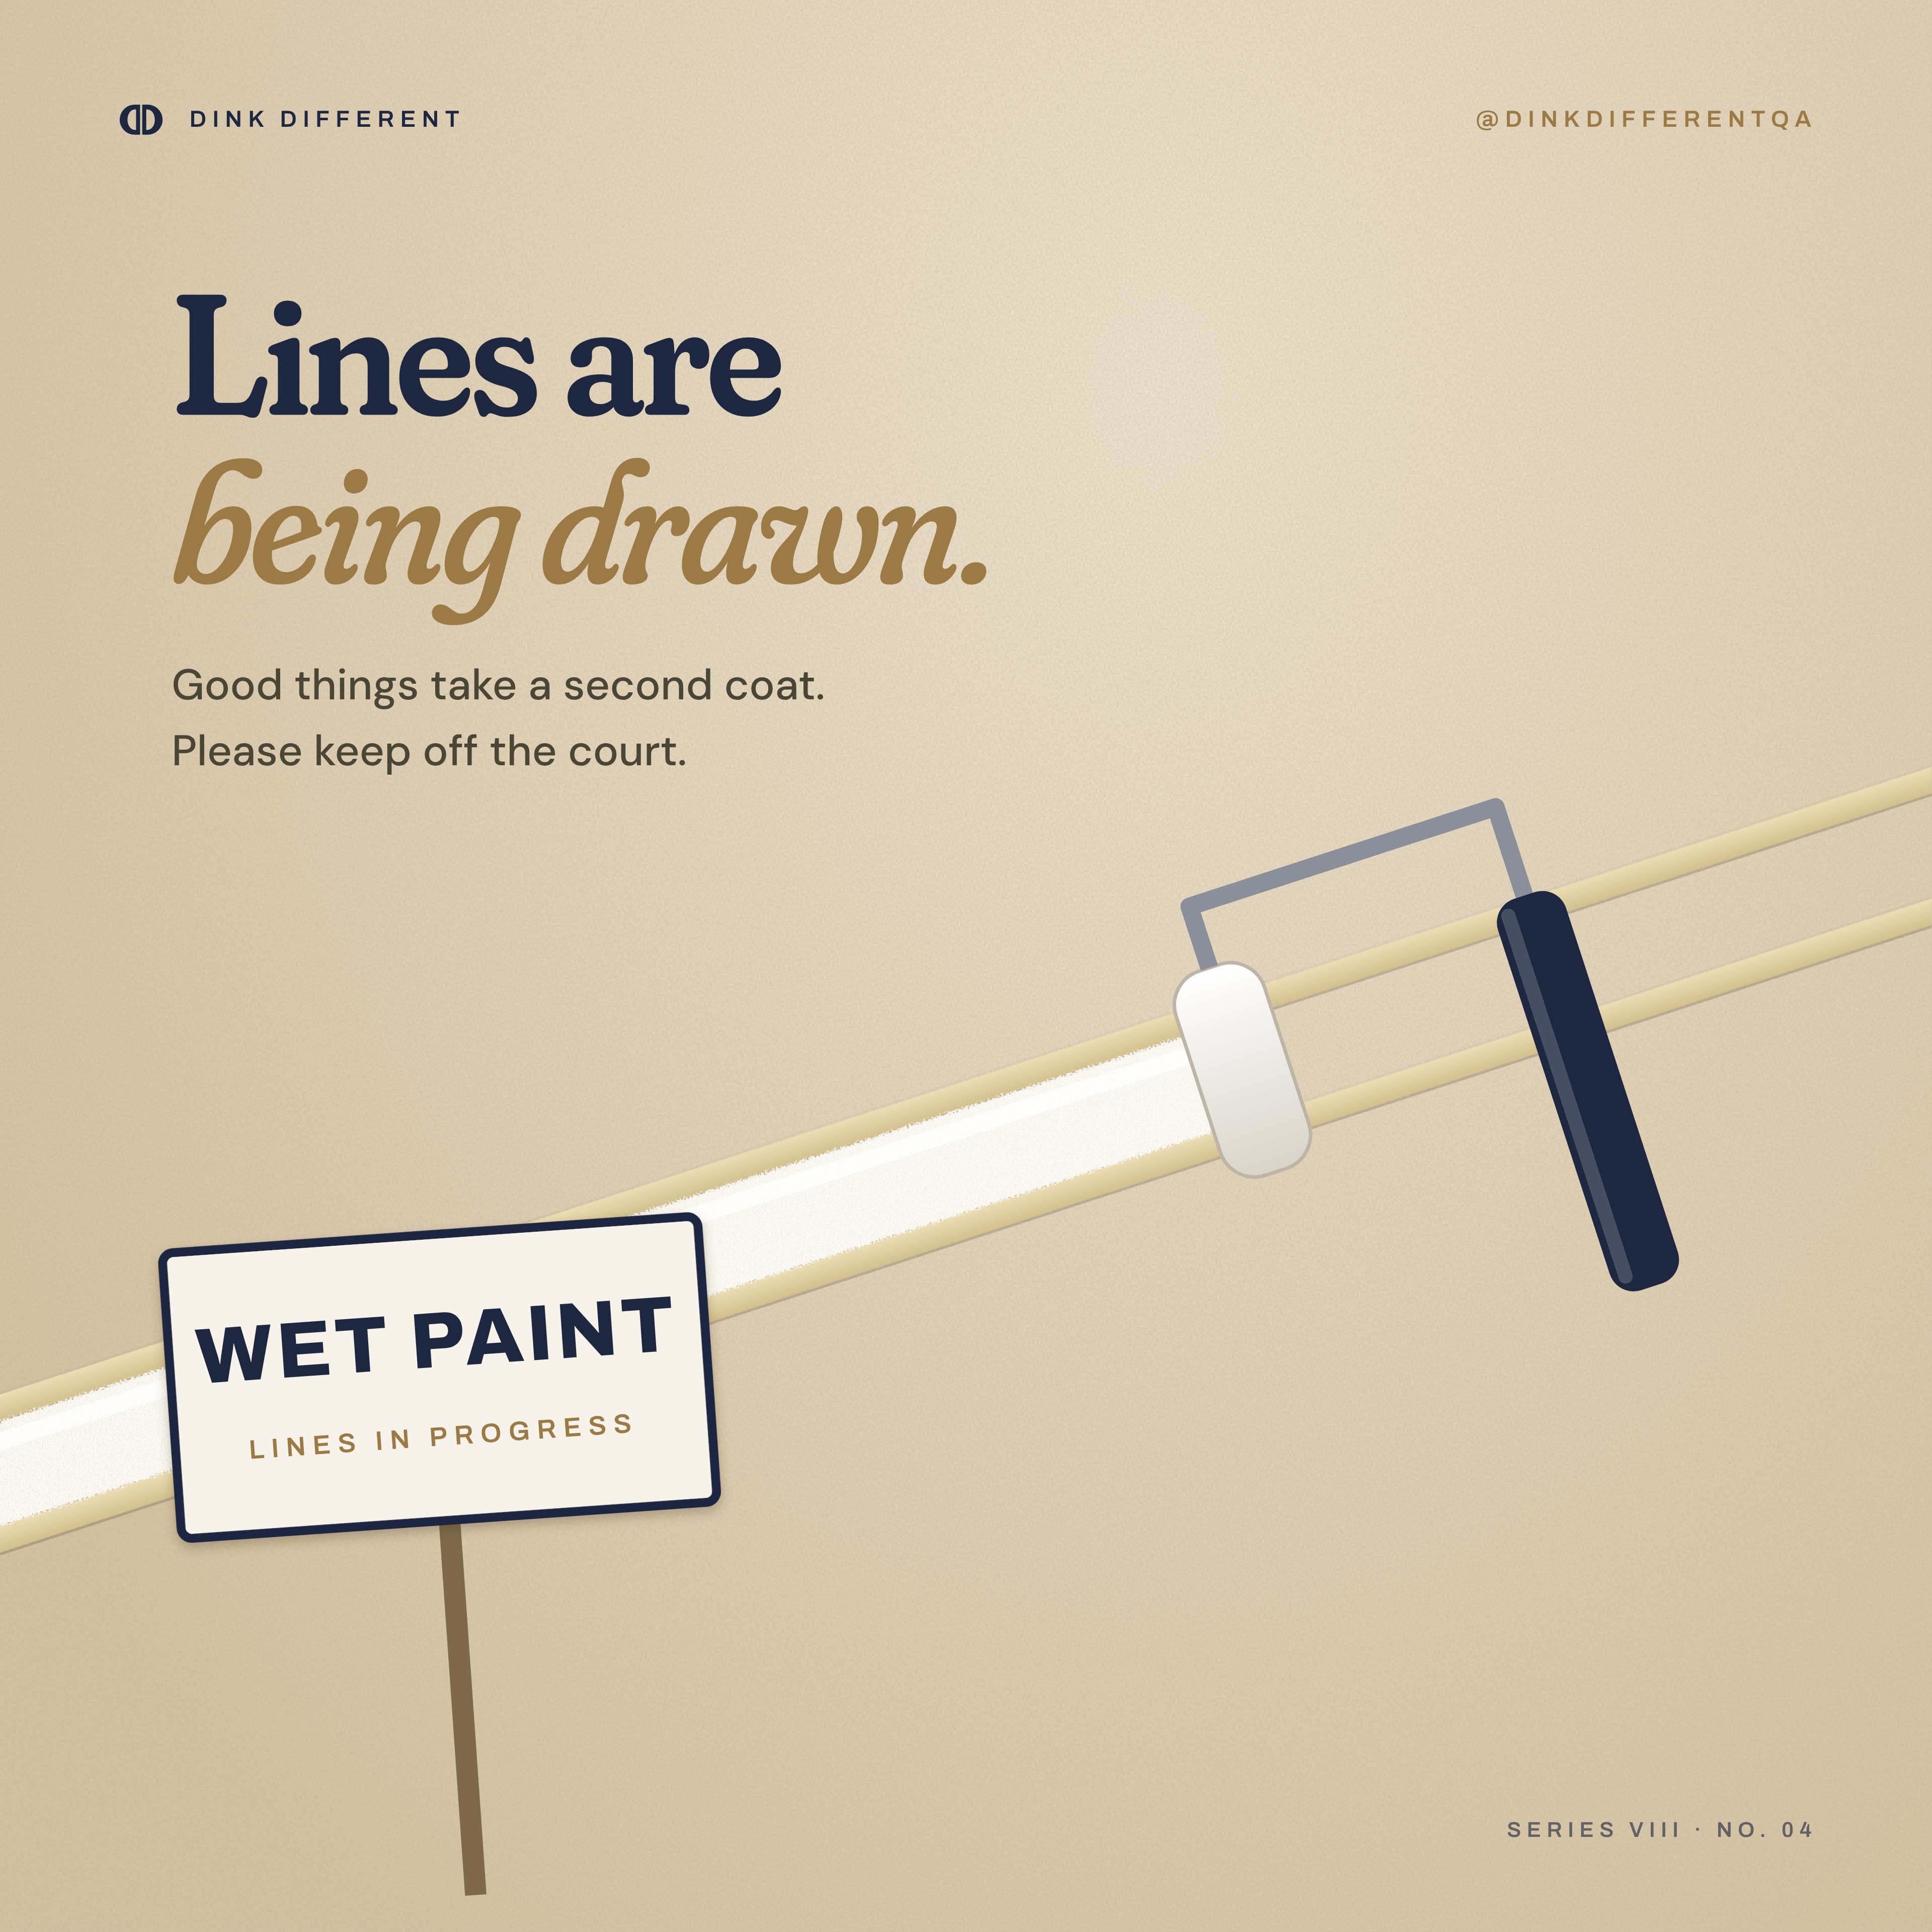 DINK DIFFERENT
@DINKDIFFERENTQA
Lines are
being drawn.
Good things take a second coat.
Please keep off the court.
WET PAINT
LINES IN PROGRESS
SERIES VIII · NO. 04